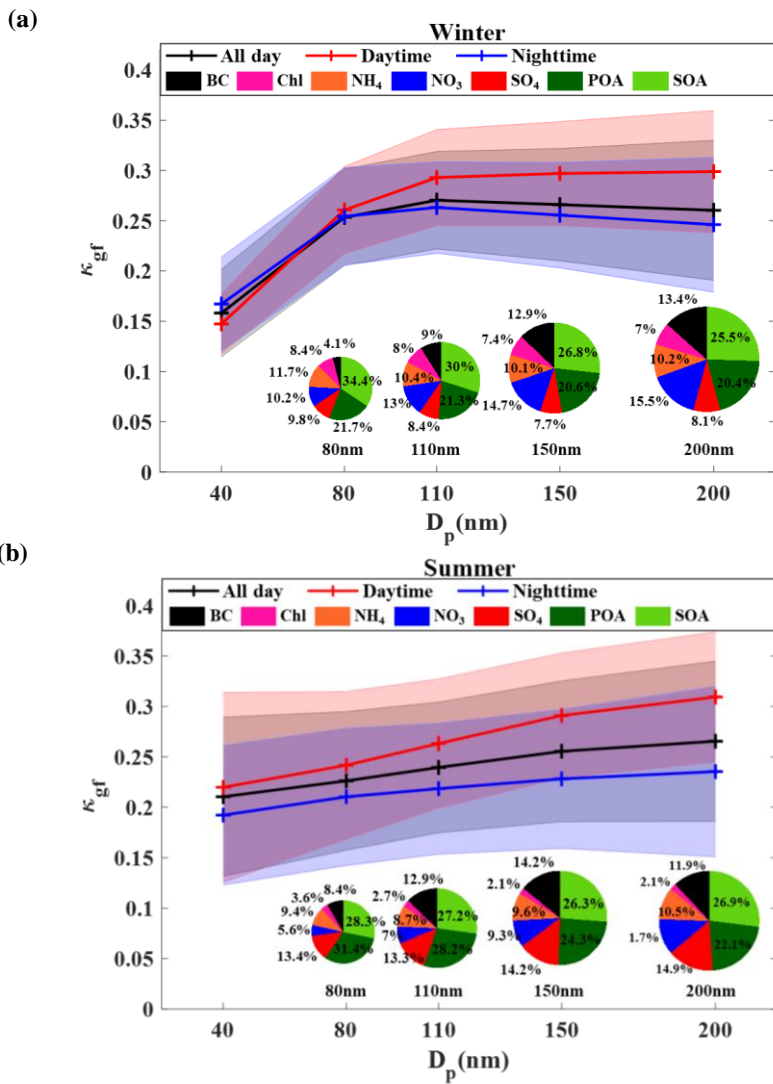 (a)
Winter
All day Daytime Nighttime
BC Chl NH₄ NO₃ SO₄ POA SOA
0.4
0.35
0.3
0.25
0.2
0.15
0.1
0.05
0
κgf
4.1% 8.4% 11.7% 10.2% 9.8% 21.7% 34.4%
9% 8% 10.4% 13% 8.4% 21.3% 30%
12.9% 7.4% 10.1% 14.7% 7.7% 20.6% 26.8%
13.4% 7% 10.2% 15.5% 8.1% 20.4% 25.5%
80nm 110nm 150nm 200nm
40 80 110 150 200
Dp(nm)
(b)
Summer
All day Daytime Nighttime
BC Chl NH₄ NO₃ SO₄ POA SOA
0.4
0.35
0.3
0.25
0.2
0.15
0.1
0.05
0
κgf
8.4% 3.6% 9.4% 5.6% 13.4% 31.4% 28.3%
12.9% 2.7% 8.7% 7% 13.3% 28.2% 27.2%
14.2% 2.1% 9.6% 9.3% 14.2% 24.3% 26.3%
11.9% 2.1% 10.5% 1.7% 14.9% 22.1% 26.9%
80nm 110nm 150nm 200nm
40 80 110 150 200
Dp(nm)